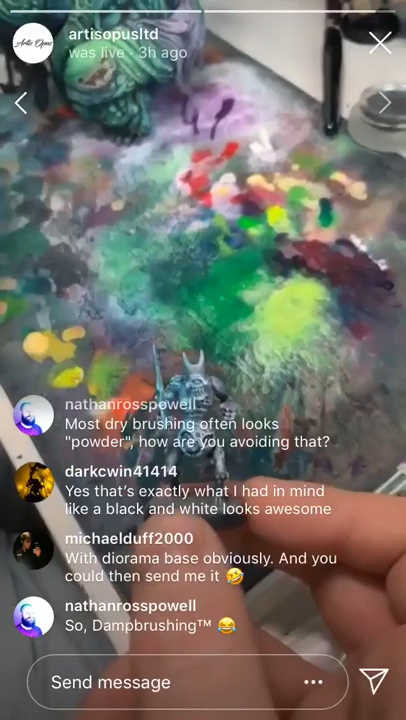 Artis Opus
artisopusltd
was live · 3h ago
nathanrosspowell
Most dry brushing often looks
"powder", how are you avoiding that?
darkcwin41414
Yes that's exactly what I had in mind
like a black and white looks awesome
michaelduff2000
With diorama base obviously. And you
could then send me it 🤣
nathanrosspowell
So, Dampbrushing™ 😂
Send message